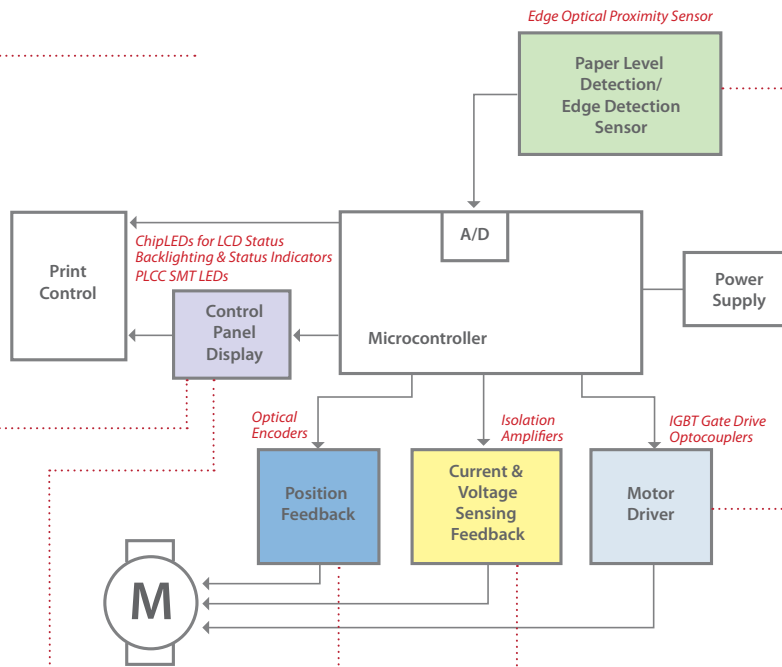 Edge Optical Proximity Sensor
Paper Level
Detection/
Edge Detection
Sensor
A/D
ChipLEDs for LCD Status
Backlighting & Status Indicators
PLCC SMT LEDs
Print
Control
Control
Panel
Display
Microcontroller
Power
Supply
Optical
Encoders
Isolation
Amplifiers
IGBT Gate Drive
Optocouplers
Position
Feedback
Current &
Voltage
Sensing
Feedback
Motor
Driver
M